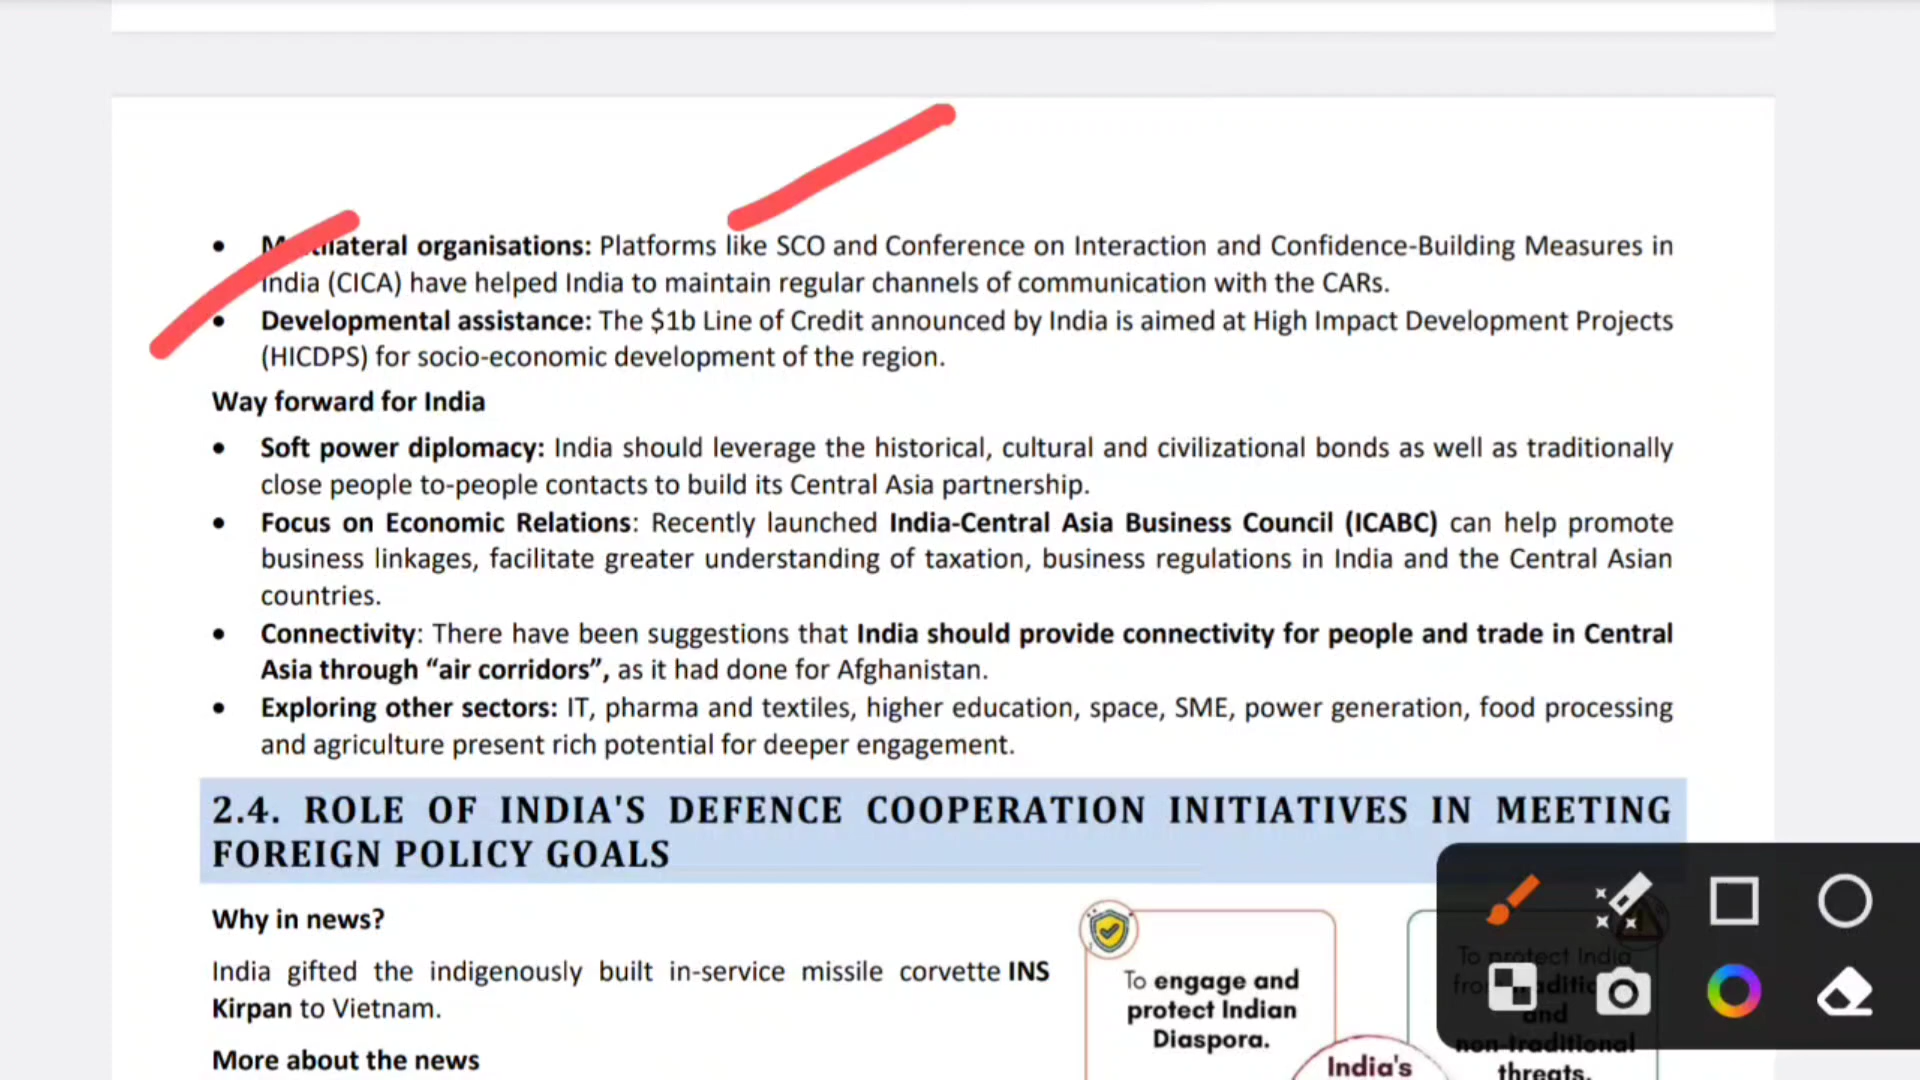 Multilateral organisations: Platforms like SCO and Conference on Interaction and Confidence-Building Measures in
India (CICA) have helped India to maintain regular channels of communication with the CARs.
Developmental assistance: The $1b Line of Credit announced by India is aimed at High Impact Development Projects
(HICDPS) for socio-economic development of the region.
Way forward for India
Soft power diplomacy: India should leverage the historical, cultural and civilizational bonds as well as traditionally
close people to-people contacts to build its Central Asia partnership.
Focus on Economic Relations: Recently launched India-Central Asia Business Council (ICABC) can help promote
business linkages, facilitate greater understanding of taxation, business regulations in India and the Central Asian
countries.
Connectivity: There have been suggestions that India should provide connectivity for people and trade in Central
Asia through “air corridors”, as it had done for Afghanistan.
Exploring other sectors: IT, pharma and textiles, higher education, space, SME, power generation, food processing
and agriculture present rich potential for deeper engagement.
2.4. ROLE OF INDIA'S DEFENCE COOPERATION INITIATIVES IN MEETING
FOREIGN POLICY GOALS
Why in news?
India gifted the indigenously built in-service missile corvette INS
Kirpan to Vietnam.
More about the news
To engage and
protect Indian
Diaspora.
To protect India
and
non-traditional
threats.
India's